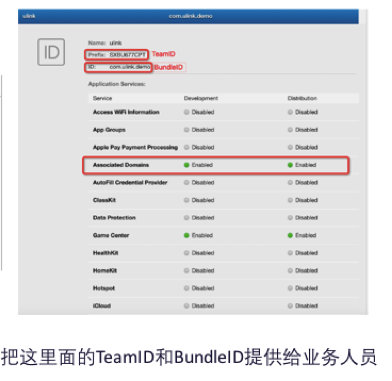 ulink com.ulink.demo
ID
Name: ulink
Prefix: SXBU677CPT TeamID
ID: com.ulink.demo BundleID
Application Services:
Service Development Distribution
Access WiFi Information Disabled Disabled
App Groups Disabled Disabled
Apple Pay Payment Processing Disabled Disabled
Associated Domains Enabled Enabled
AutoFill Credential Provider Disabled Disabled
ClassKit Disabled Disabled
Data Protection Disabled Disabled
Game Center Enabled Enabled
HealthKit Disabled Disabled
HomeKit Disabled Disabled
Hotspot Disabled Disabled
iCloud Disabled Disabled
把这里面的TeamID和BundleID提供给业务人员